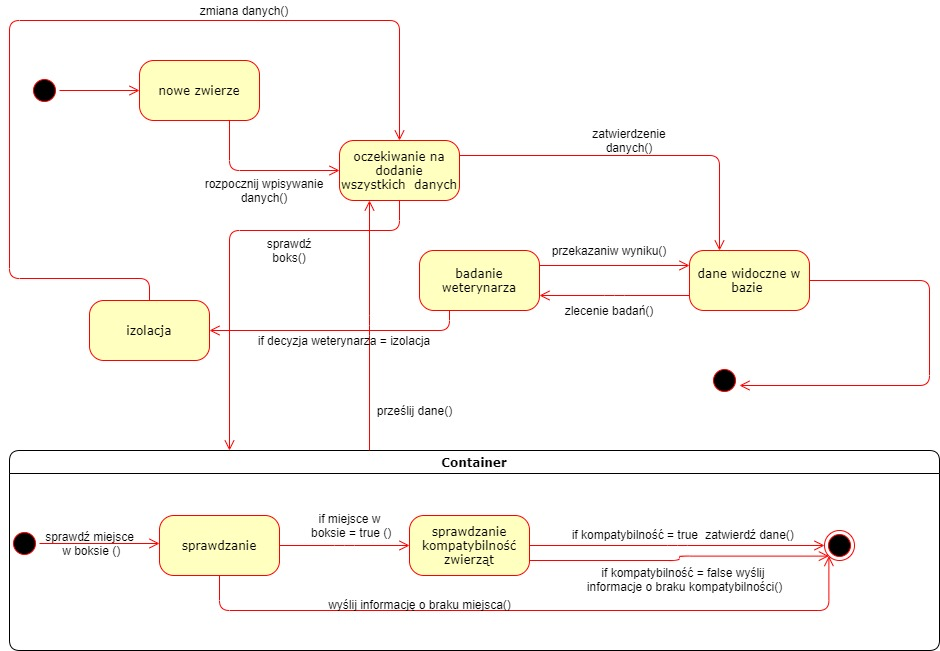 zmiana danych()
nowe zwierze
zatwierdzenie
danych()
oczekiwanie na
dodanie
wszystkich danych
rozpocznij wpisywanie
danych()
sprawdź
boks()
przekazaniw wyniku()
badanie
weterynarza
dane widoczne w
bazie
zlecenie badań()
izolacja
if decyzja weterynarza = izolacja
prześlij dane()
Container
sprawdź miejsce
w boksie ()
sprawdzanie
if miejsce w
boksie = true ()
sprawdzanie
kompatybilność
zwierząt
if kompatybilność = true zatwierdź dane()
if kompatybilność = false wyślij
informacje o braku kompatybilności()
wyślij informacje o braku miejsca()